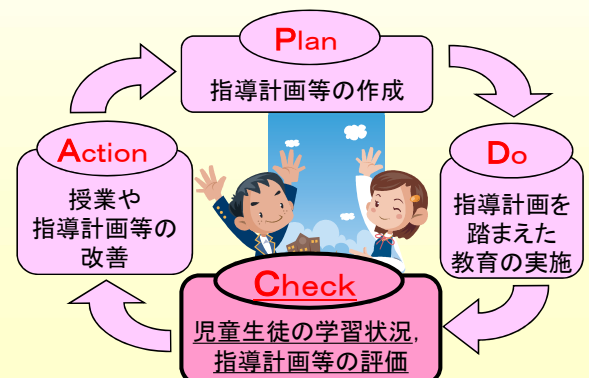 Plan
指導計画等の作成
Do
指導計画を
踏まえた
教育の実施
Check
児童生徒の学習状況,
指導計画等の評価
Action
授業や
指導計画等の
改善